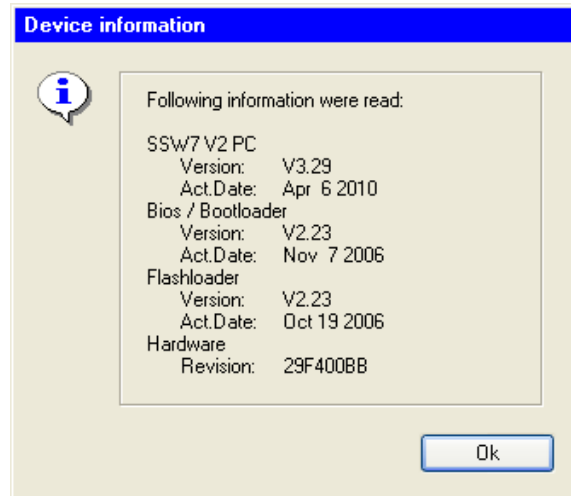 Device information
Following information were read:
SSW7 V2 PC
Version: V3.29
Act.Date: Apr 6 2010
Bios / Bootloader
Version: V2.23
Act.Date: Nov 7 2006
Flashloader
Version: V2.23
Act.Date: Oct 19 2006
Hardware
Revision: 29F400BB
Ok